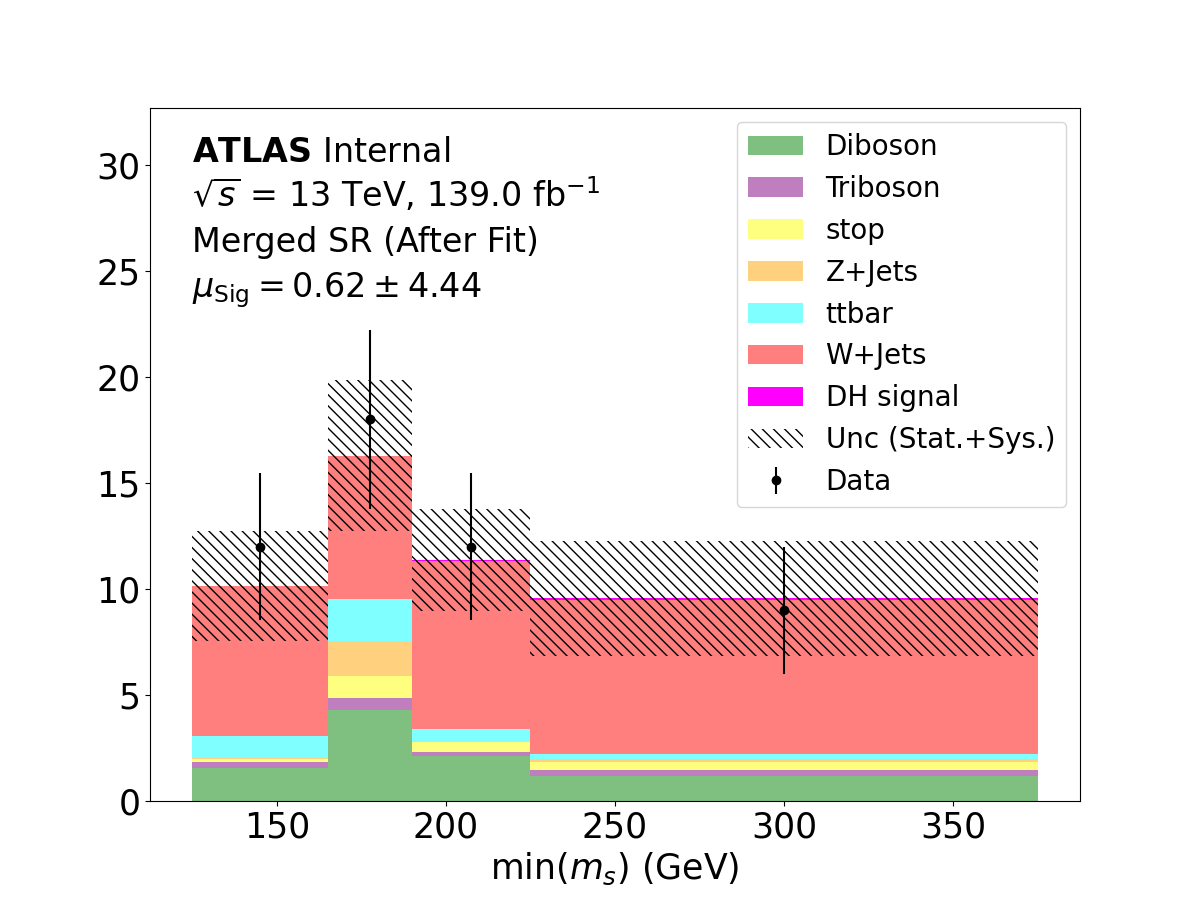 ATLAS Internal
√s = 13 TeV, 139.0 fb⁻¹
Merged SR (After Fit)
μSig = 0.62 ± 4.44
Diboson
Triboson
stop
Z+Jets
ttbar
W+Jets
DH signal
Unc (Stat.+Sys.)
Data
30
25
20
15
10
5
0
150 200 250 300 350
min(mₛ) (GeV)